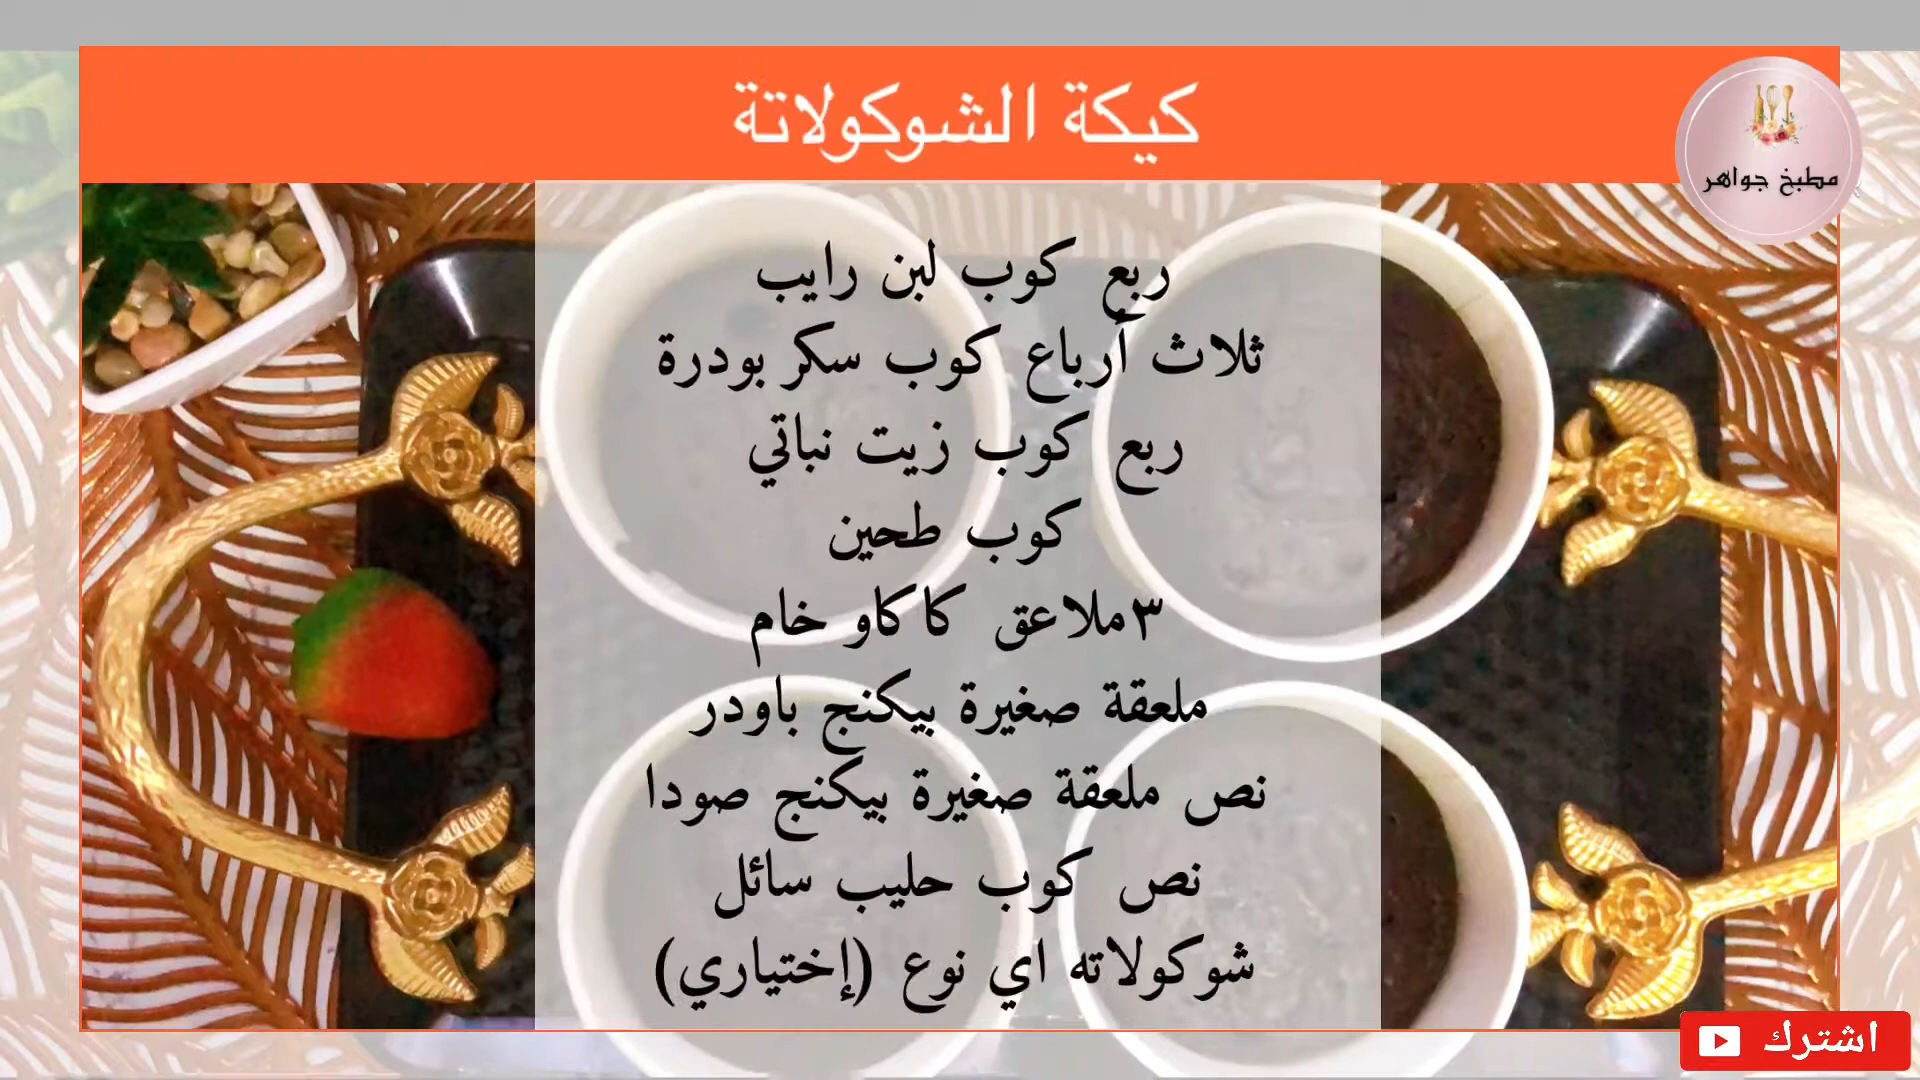 كيكة الشوكولاتة
مطبخ جواهر
ربع كوب لبن رايب
ثلاث أرباع كوب سكر بودرة
ربع كوب زيت نباتي
كوب طحين
٣ملاعق كاكاو خام
ملعقة صغيرة بيكنج باودر
نص ملعقة صغيرة بيكنج صودا
نص كوب حليب سائل
شوكولاته اي نوع (إختياري)
اشترك